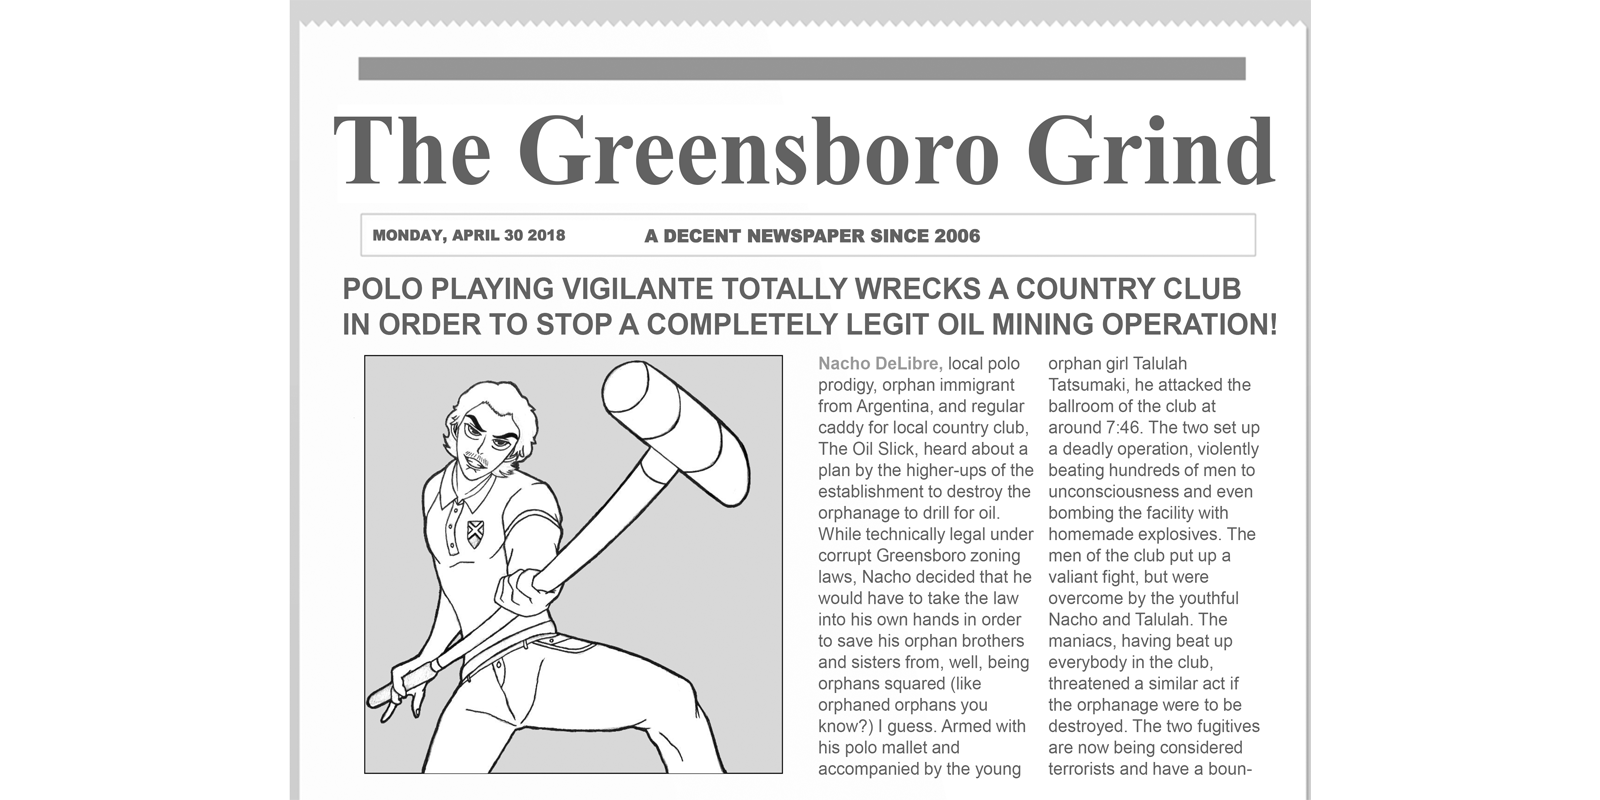 The Greensboro Grind
MONDAY, APRIL 30 2018
A DECENT NEWSPAPER SINCE 2006
POLO PLAYING VIGILANTE TOTALLY WRECKS A COUNTRY CLUB
IN ORDER TO STOP A COMPLETELY LEGIT OIL MINING OPERATION!
Nacho DeLibre, local polo
prodigy, orphan immigrant
from Argentina, and regular
caddy for local country club,
The Oil Slick, heard about a
plan by the higher-ups of the
establishment to destroy the
orphanage to drill for oil.
While technically legal under
corrupt Greensboro zoning
laws, Nacho decided that he
would have to take the law
into his own hands in order
to save his orphan brothers
and sisters from, well, being
orphans squared (like
orphaned orphans you
know?) I guess. Armed with
his polo mallet and
accompanied by the young
orphan girl Talulah
Tatsumaki, he attacked the
ballroom of the club at
around 7:46. The two set up
a deadly operation, violently
beating hundreds of men to
unconsciousness and even
bombing the facility with
homemade explosives. The
men of the club put up a
valiant fight, but were
overcome by the youthful
Nacho and Talulah. The
maniacs, having beat up
everybody in the club,
threatened a similar act if
the orphanage were to be
destroyed. The two fugitives
are now being considered
terrorists and have a boun-